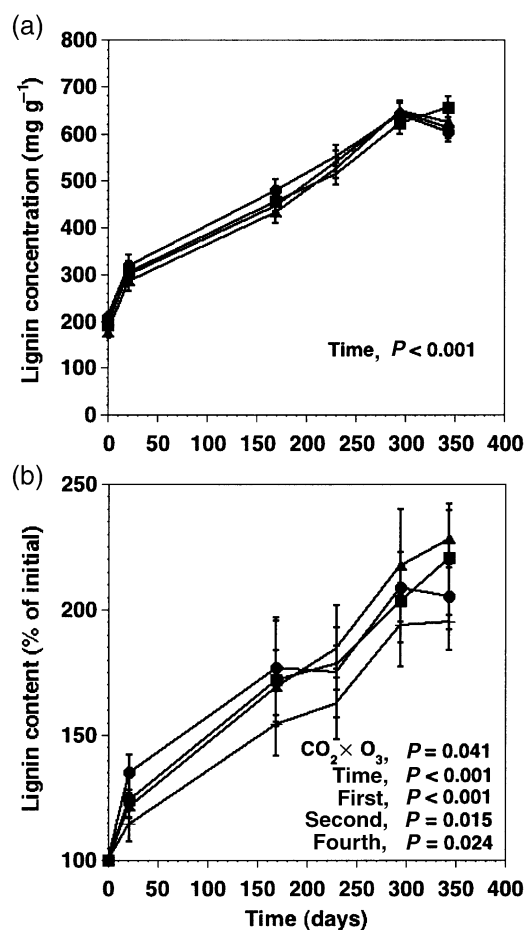 (a)
800
700
600
500
400
300
200
100
0
Lignin concentration (mg g⁻¹)
Time, P < 0.001
0 50 100 150 200 250 300 350 400
(b)
250
200
150
100
Lignin content (% of initial)
CO₂ × O₃, P = 0.041
Time, P < 0.001
First, P < 0.001
Second, P = 0.015
Fourth, P = 0.024
0 50 100 150 200 250 300 350 400
Time (days)